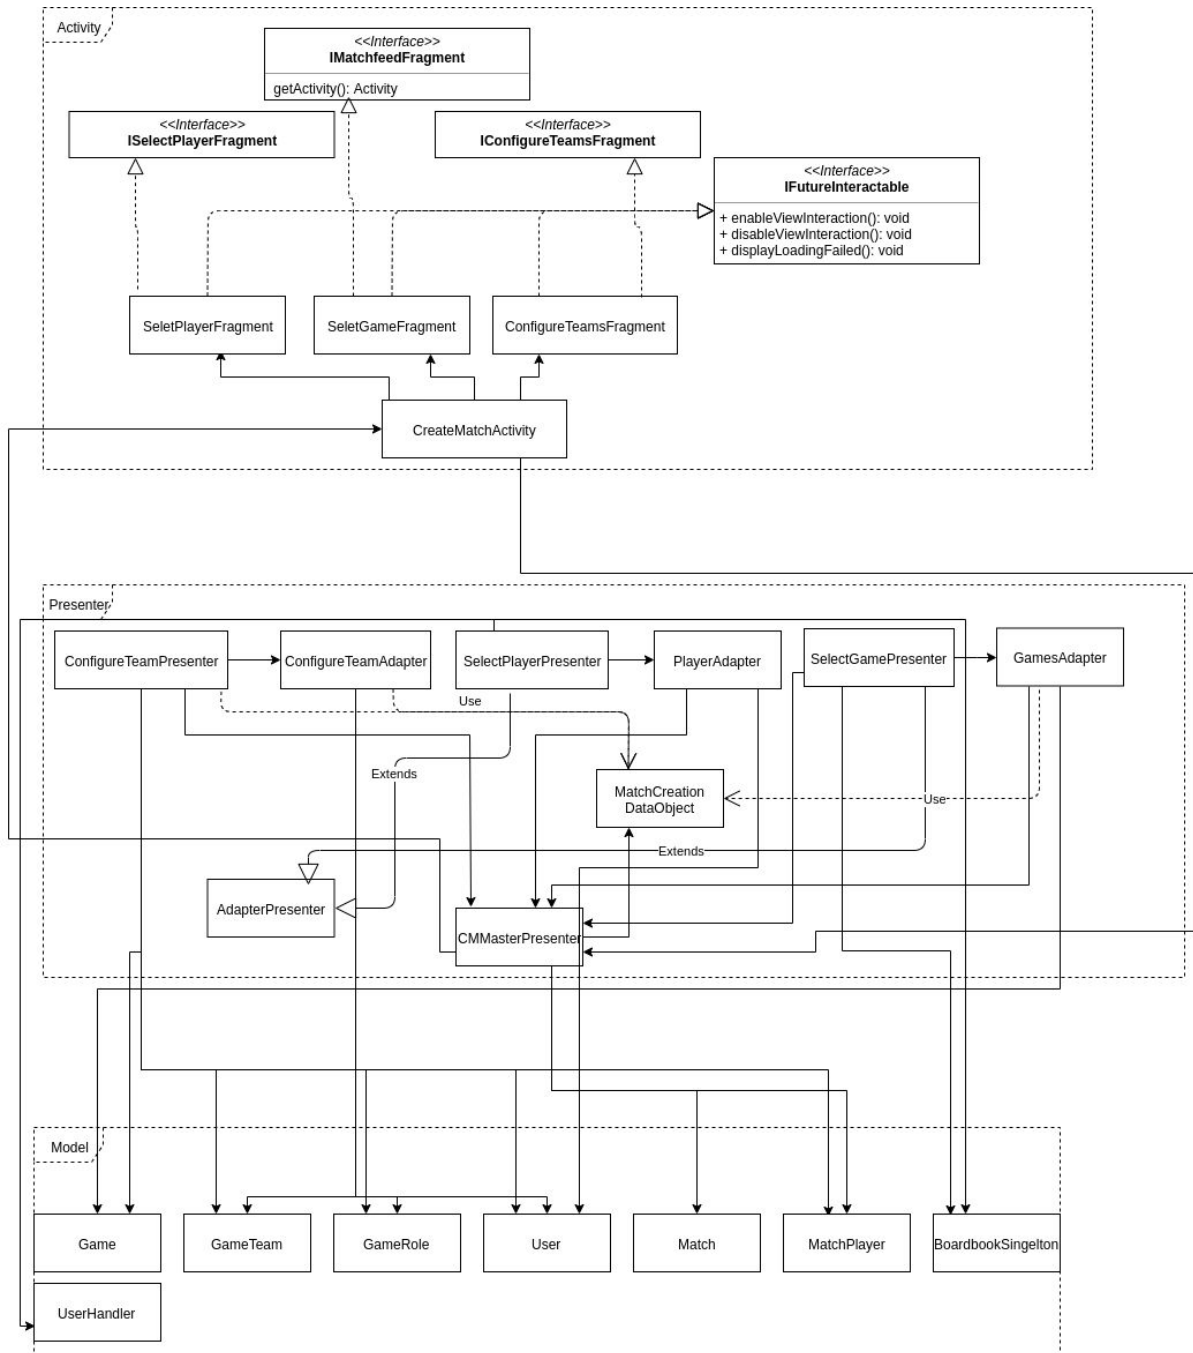 Activity
<<Interface>>
IMatchfeedFragment
getActivity(): Activity
<<Interface>>
ISelectPlayerFragment
<<Interface>>
IConfigureTeamsFragment
<<Interface>>
IFutureInteractable
+ enableViewInteraction(): void
+ disableViewInteraction(): void
+ displayLoadingFailed(): void
SeletPlayerFragment
SeletGameFragment
ConfigureTeamsFragment
CreateMatchActivity
Presenter
ConfigureTeamPresenter
ConfigureTeamAdapter
SelectPlayerPresenter
PlayerAdapter
SelectGamePresenter
GamesAdapter
Use
Extends
MatchCreation
DataObject
Use
Extends
AdapterPresenter
CMMasterPresenter
Model
Game
GameTeam
GameRole
User
Match
MatchPlayer
BoardbookSingelton
UserHandler